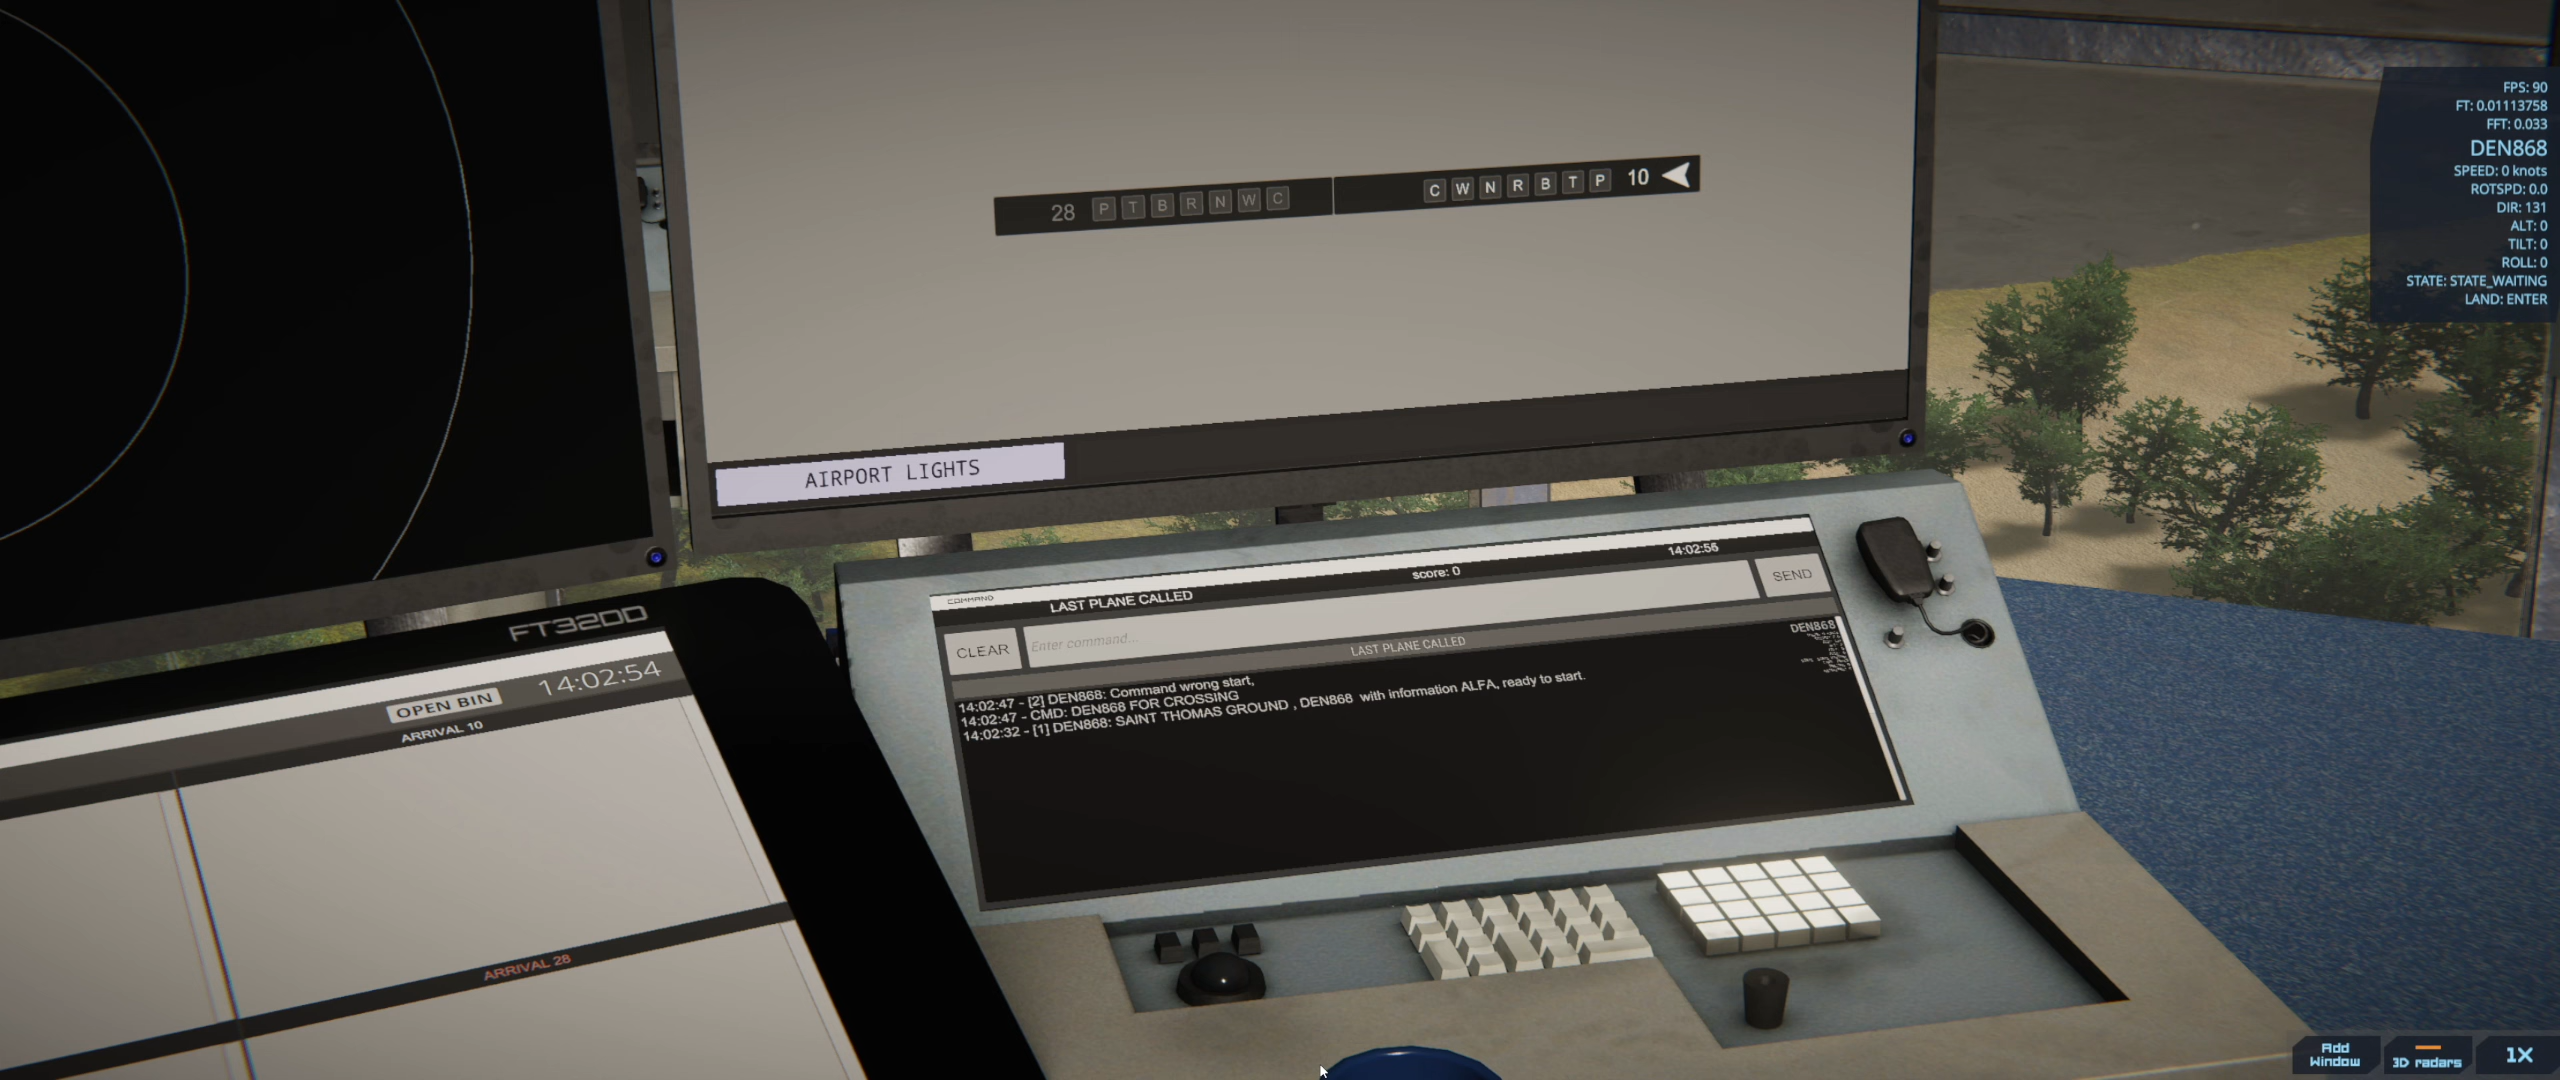 28 P T B R N W C
C W N R B T P 10
AIRPORT LIGHTS
FPS: 90
FT: 0.01113758
FFT: 0.033
DEN868
SPEED: 0 knots
ROTSPD: 0.0
DIR: 131
ALT: 0
TILT: 0
ROLL: 0
STATE: STATE_WAITING
LAND: ENTER
FT320D
14:02:54
OPEN BIN
ARRIVAL 10
ARRIVAL 28
COMMAND
LAST PLANE CALLED
score: 0
14:02:55
CLEAR
Enter command...
SEND
LAST PLANE CALLED
DEN868
14:02:47 - [2] DEN868: Command wrong start,
14:02:47 - CMD: DEN868 FOR CROSSING
14:02:32 - [1] DEN868: SAINT THOMAS GROUND , DEN868 with information ALFA, ready to start.
Add Window
3D radars
1X